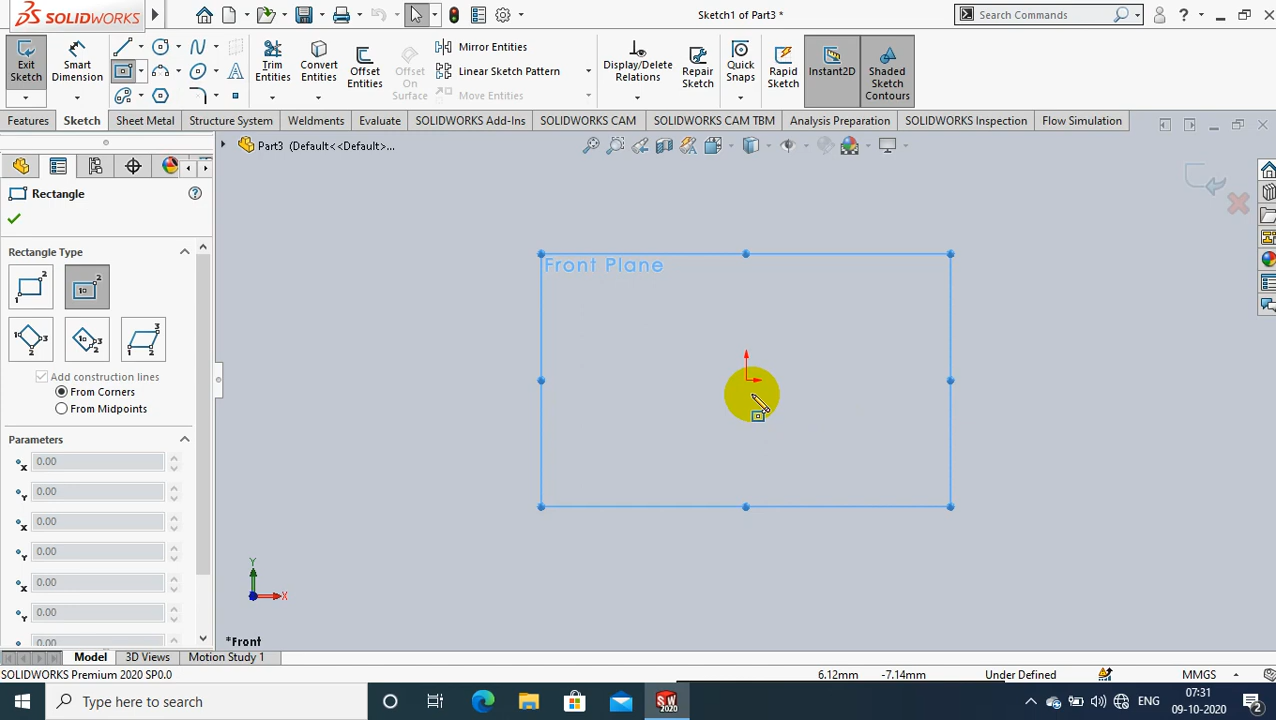 SOLIDWORKS
Sketch1 of Part3 *
Search Commands
?
Exit Sketch
Smart Dimension
Trim Entities
Convert Entities
Offset Entities
Offset On Surface
Mirror Entities
Linear Sketch Pattern
Move Entities
Display/Delete Relations
Repair Sketch
Quick Snaps
Rapid Sketch
Instant2D
Shaded Sketch Contours
Features
Sketch
Sheet Metal
Structure System
Weldments
Evaluate
SOLIDWORKS Add-Ins
SOLIDWORKS CAM
SOLIDWORKS CAM TBM
Analysis Preparation
SOLIDWORKS Inspection
Flow Simulation
Part3 (Default<<Default>...
Rectangle
Rectangle Type
Add construction lines
From Corners
From Midpoints
Parameters
X 0.00
Y 0.00
X 0.00
Y 0.00
X 0.00
Y 0.00
0.00
Front Plane
Y
X
*Front
Model
3D Views
Motion Study 1
SOLIDWORKS Premium 2020 SP0.0
6.12mm
-7.14mm
Under Defined
MMGS
Type here to search
SW
2020
ENG
07:31
09-10-2020
2